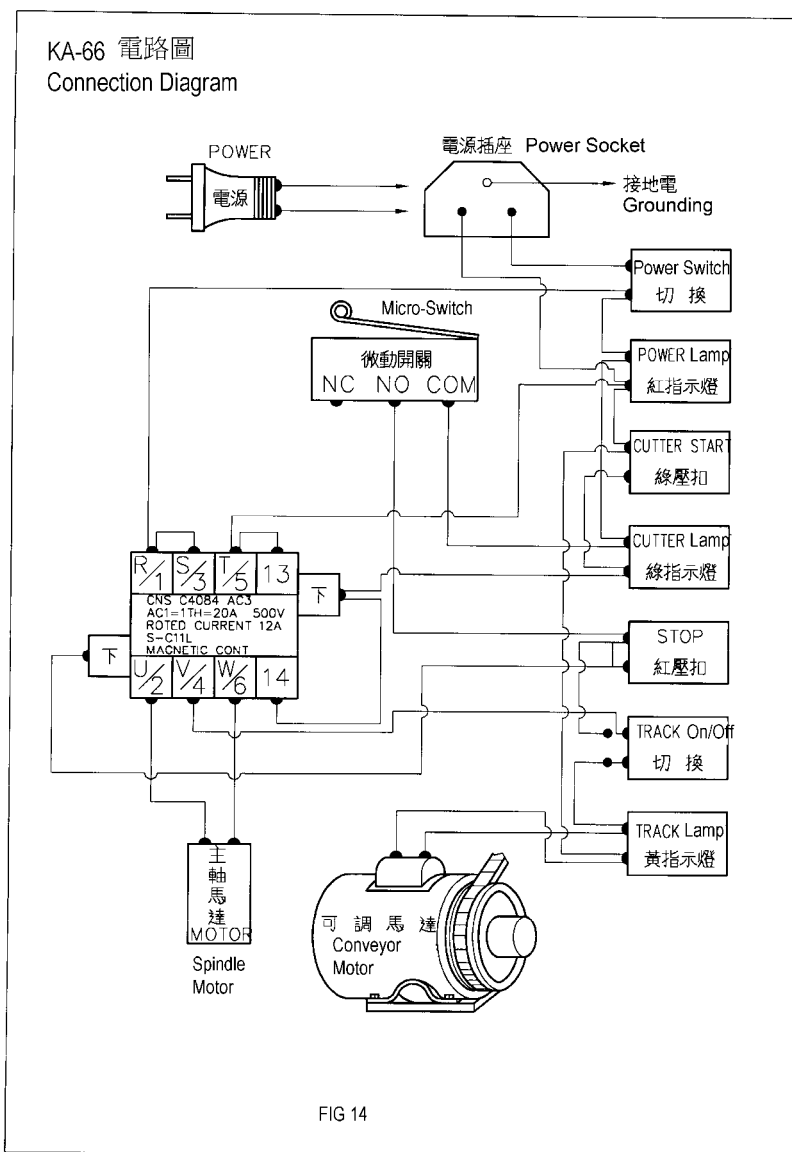 KA-66 電路圖
Connection Diagram
POWER
電源
電源插座 Power Socket
接地電
Grounding
Power Switch
切 換
Micro-Switch
微動開關
NC NO COM
POWER Lamp
紅指示燈
CUTTER START
綠壓扣
CUTTER Lamp
綠指示燈
R/1 S/3 T/5 13
下
CNS C4084 AC3
AC1=1TH=20A 500V
ROTED CURRENT 12A
S-C11L
MAGNETIC CONT
下
U/2 V/4 W/6 14
STOP
紅壓扣
TRACK On/Off
切 換
TRACK Lamp
黃指示燈
主軸馬達
MOTOR
Spindle
Motor
可調馬達
Conveyor
Motor
FIG 14